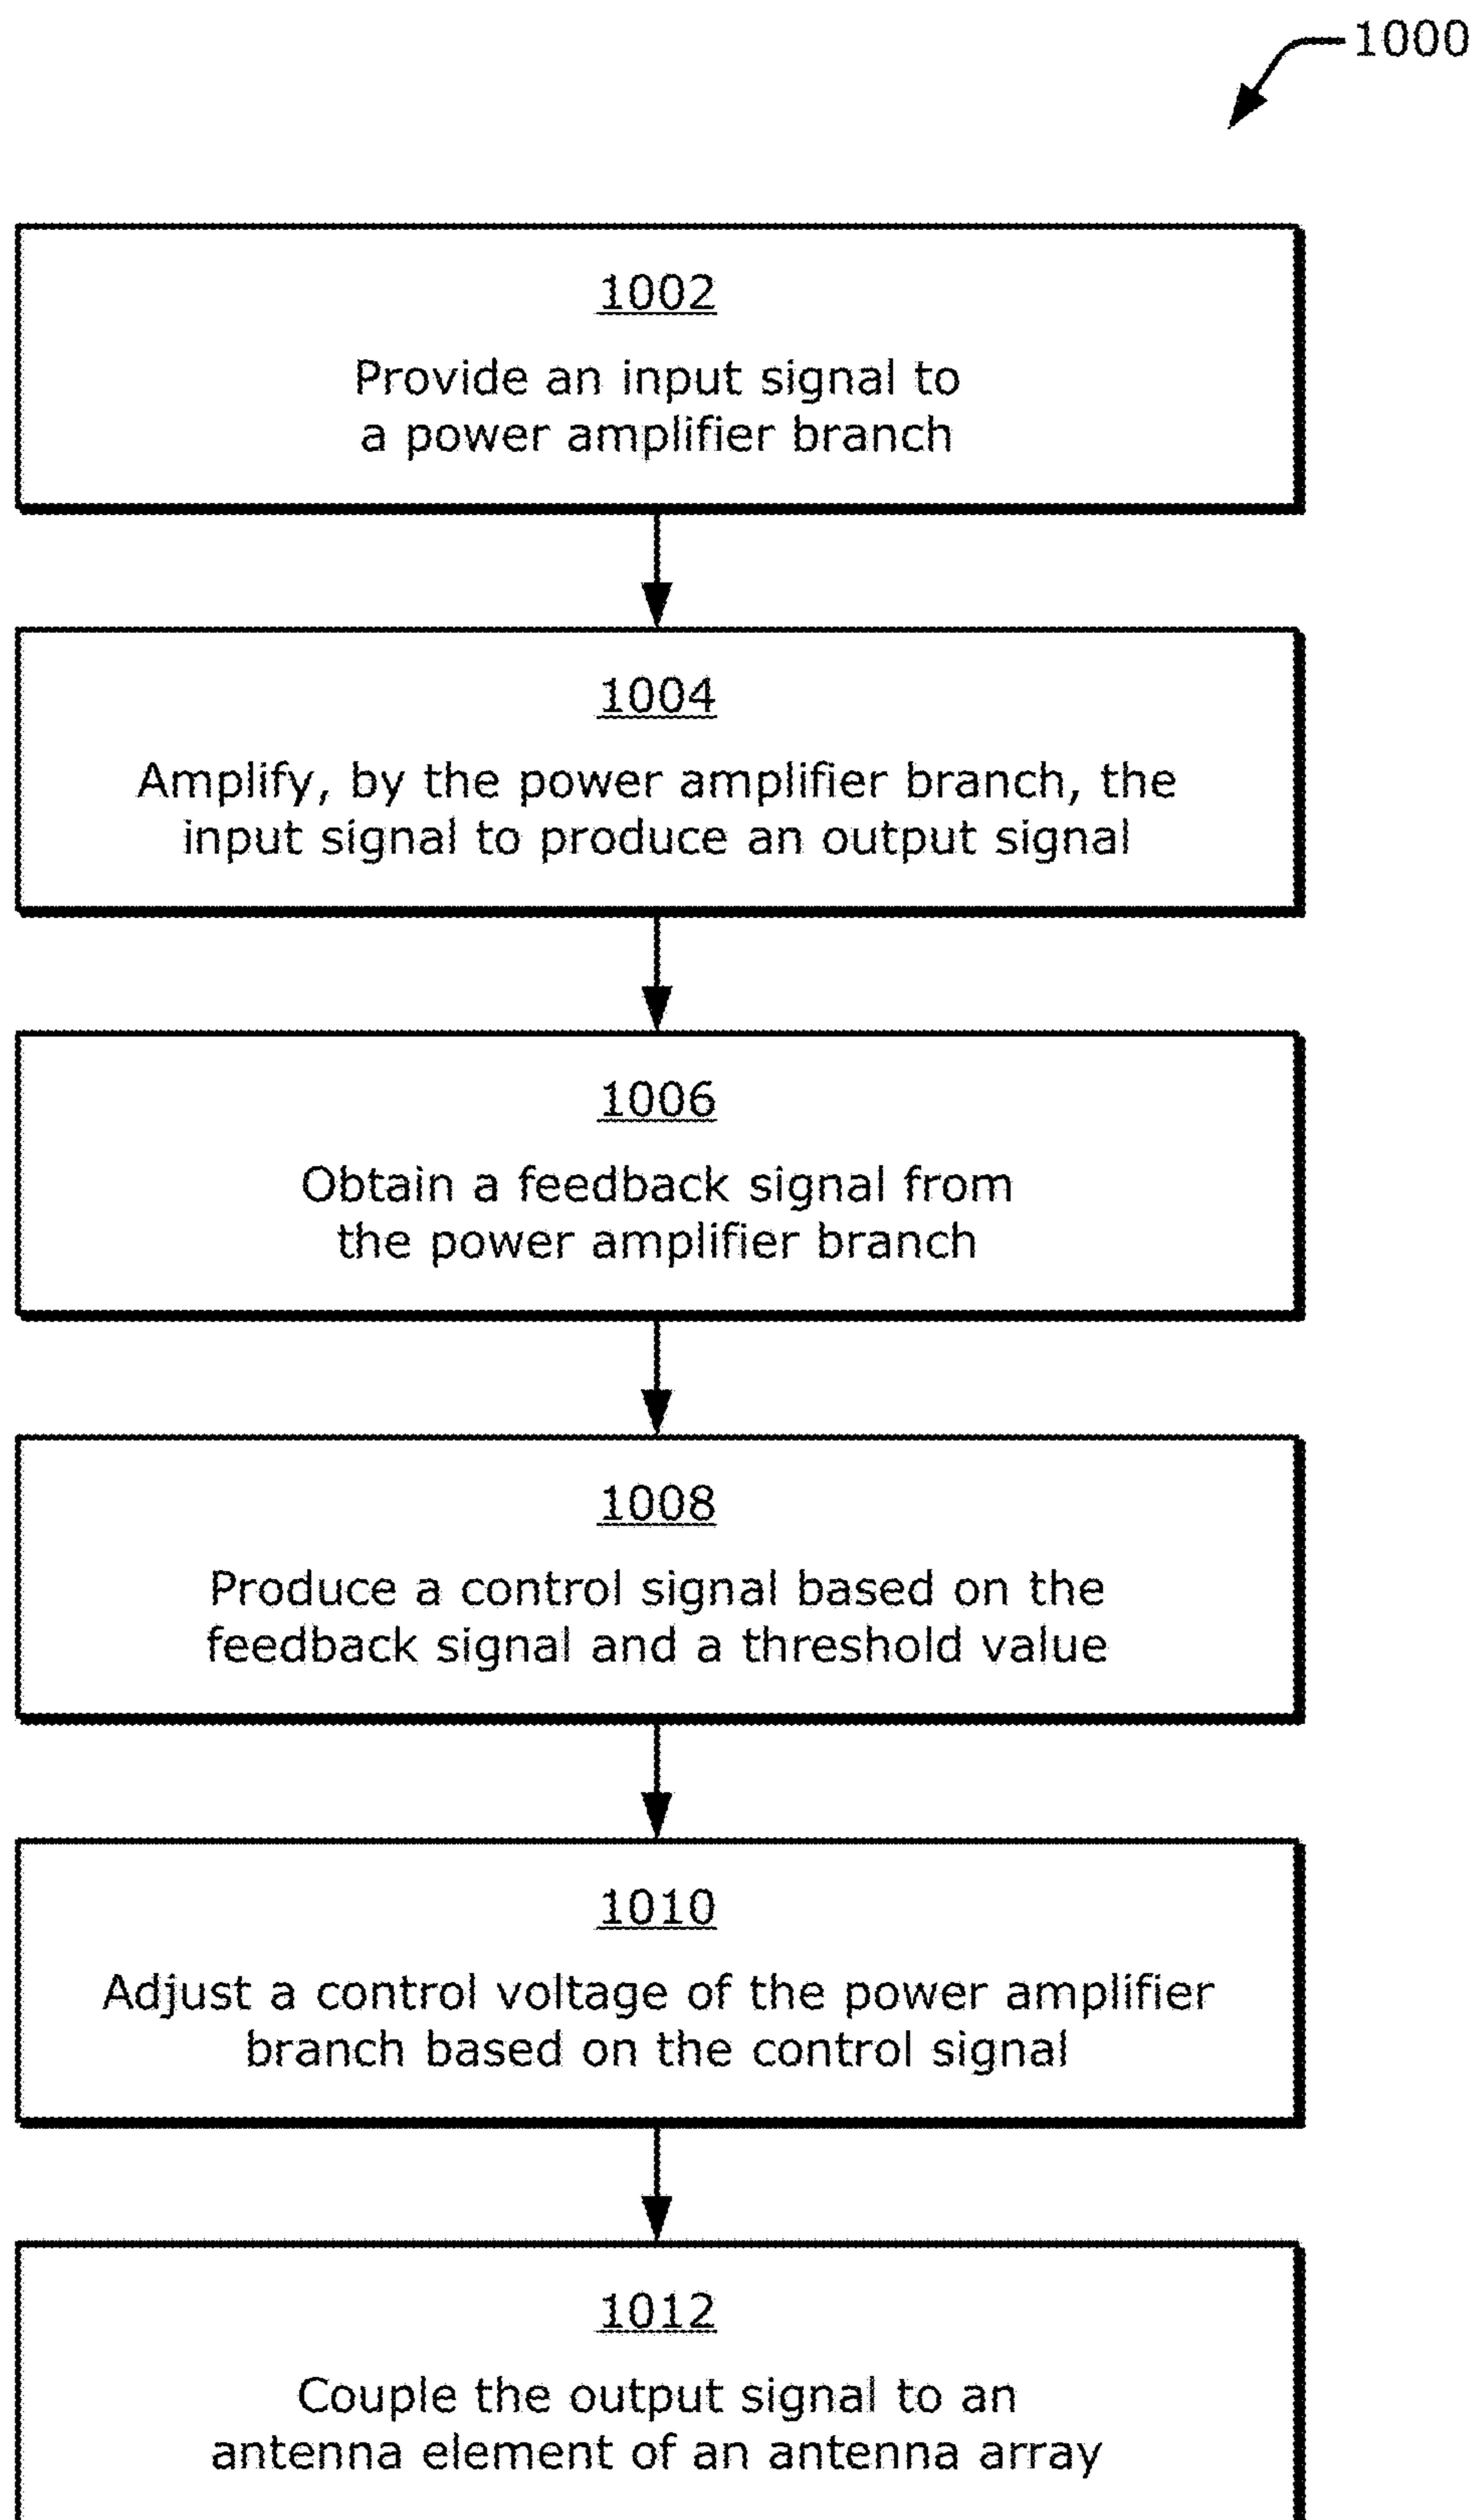 1000
1002
Provide an input signal to
a power amplifier branch
1004
Amplify, by the power amplifier branch, the
input signal to produce an output signal
1006
Obtain a feedback signal from
the power amplifier branch
1008
Produce a control signal based on the
feedback signal and a threshold value
1010
Adjust a control voltage of the power amplifier
branch based on the control signal
1012
Couple the output signal to an
antenna element of an antenna array